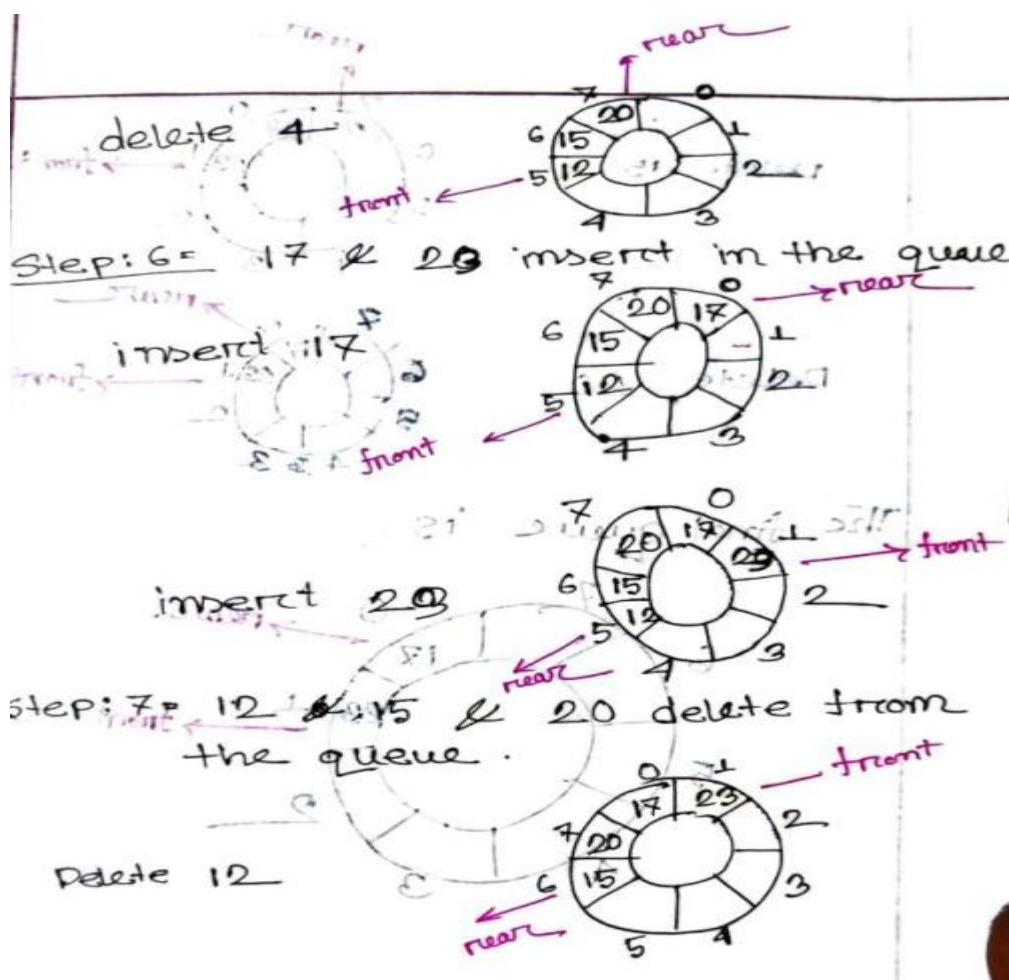 rear
7 0
delete 4
20
6 15 1
5 12 2
front
4 3
Step: 6 = 17 & 23 insert in the queue
7 0 rear
20 17
insert 17 6 15 1
12 2
5
front 4 3
7 0
17 1
20 23 front
insert 23 6 15 2
5 12
rear 4 3
Step: 7 = 12 & 15 & 20 delete from
the queue.
0 1 front
17 23
7 20 2
Delete 12 6 15 3
rear
5 4